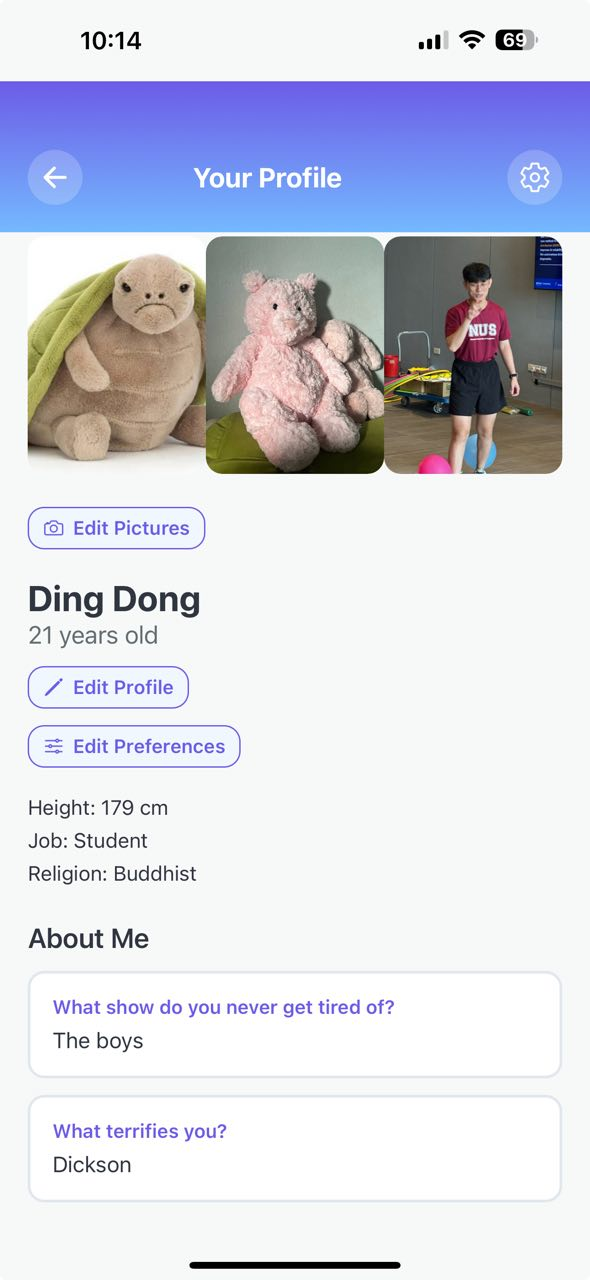 10:14
69
Your Profile
NUS
Edit Pictures
Ding Dong
21 years old
Edit Profile
Edit Preferences
Height: 179 cm
Job: Student
Religion: Buddhist
About Me
What show do you never get tired of?
The boys
What terrifies you?
Dickson